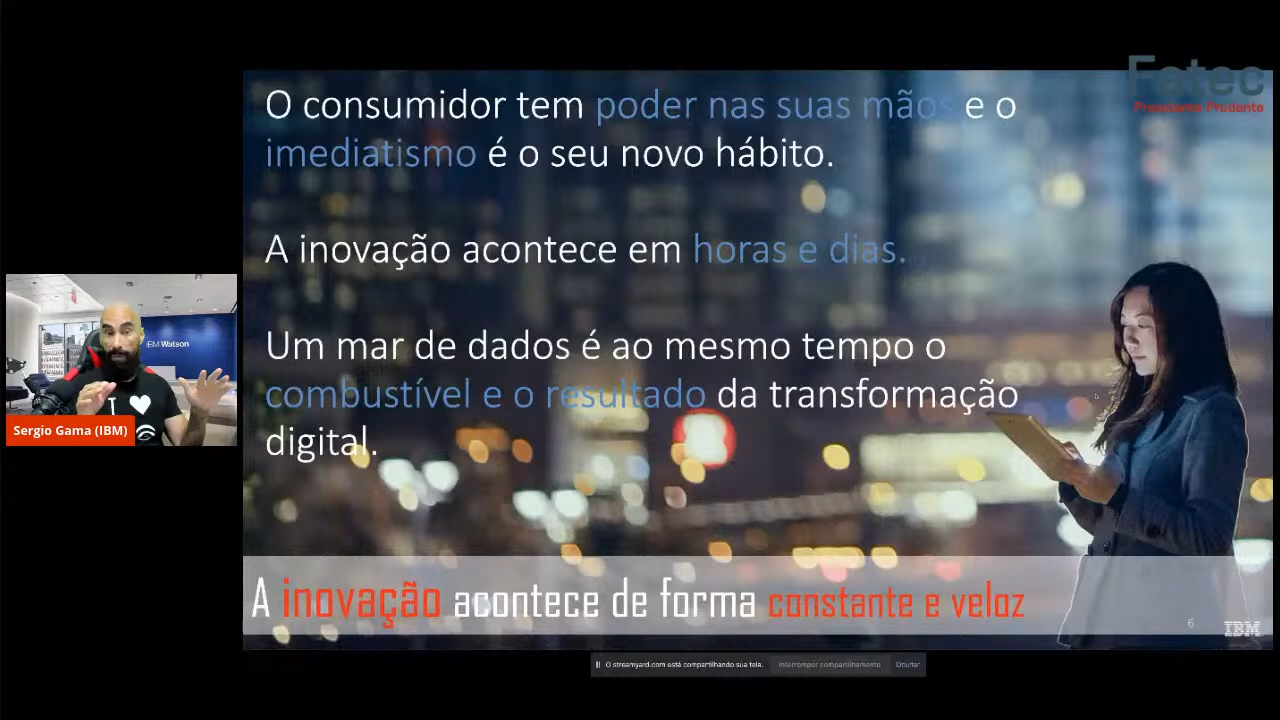 Fatec
Presidente Prudente
O consumidor tem poder nas suas mãos e o
imediatismo é o seu novo hábito.
A inovação acontece em horas e dias.
Um mar de dados é ao mesmo tempo o
combustível e o resultado da transformação
digital.
IBM Watson
I
Sergio Gama (IBM)
A inovação acontece de forma constante e veloz
6
IBM
O streamyard.com está compartilhando sua tela.
Interromper compartilhamento
Ocultar